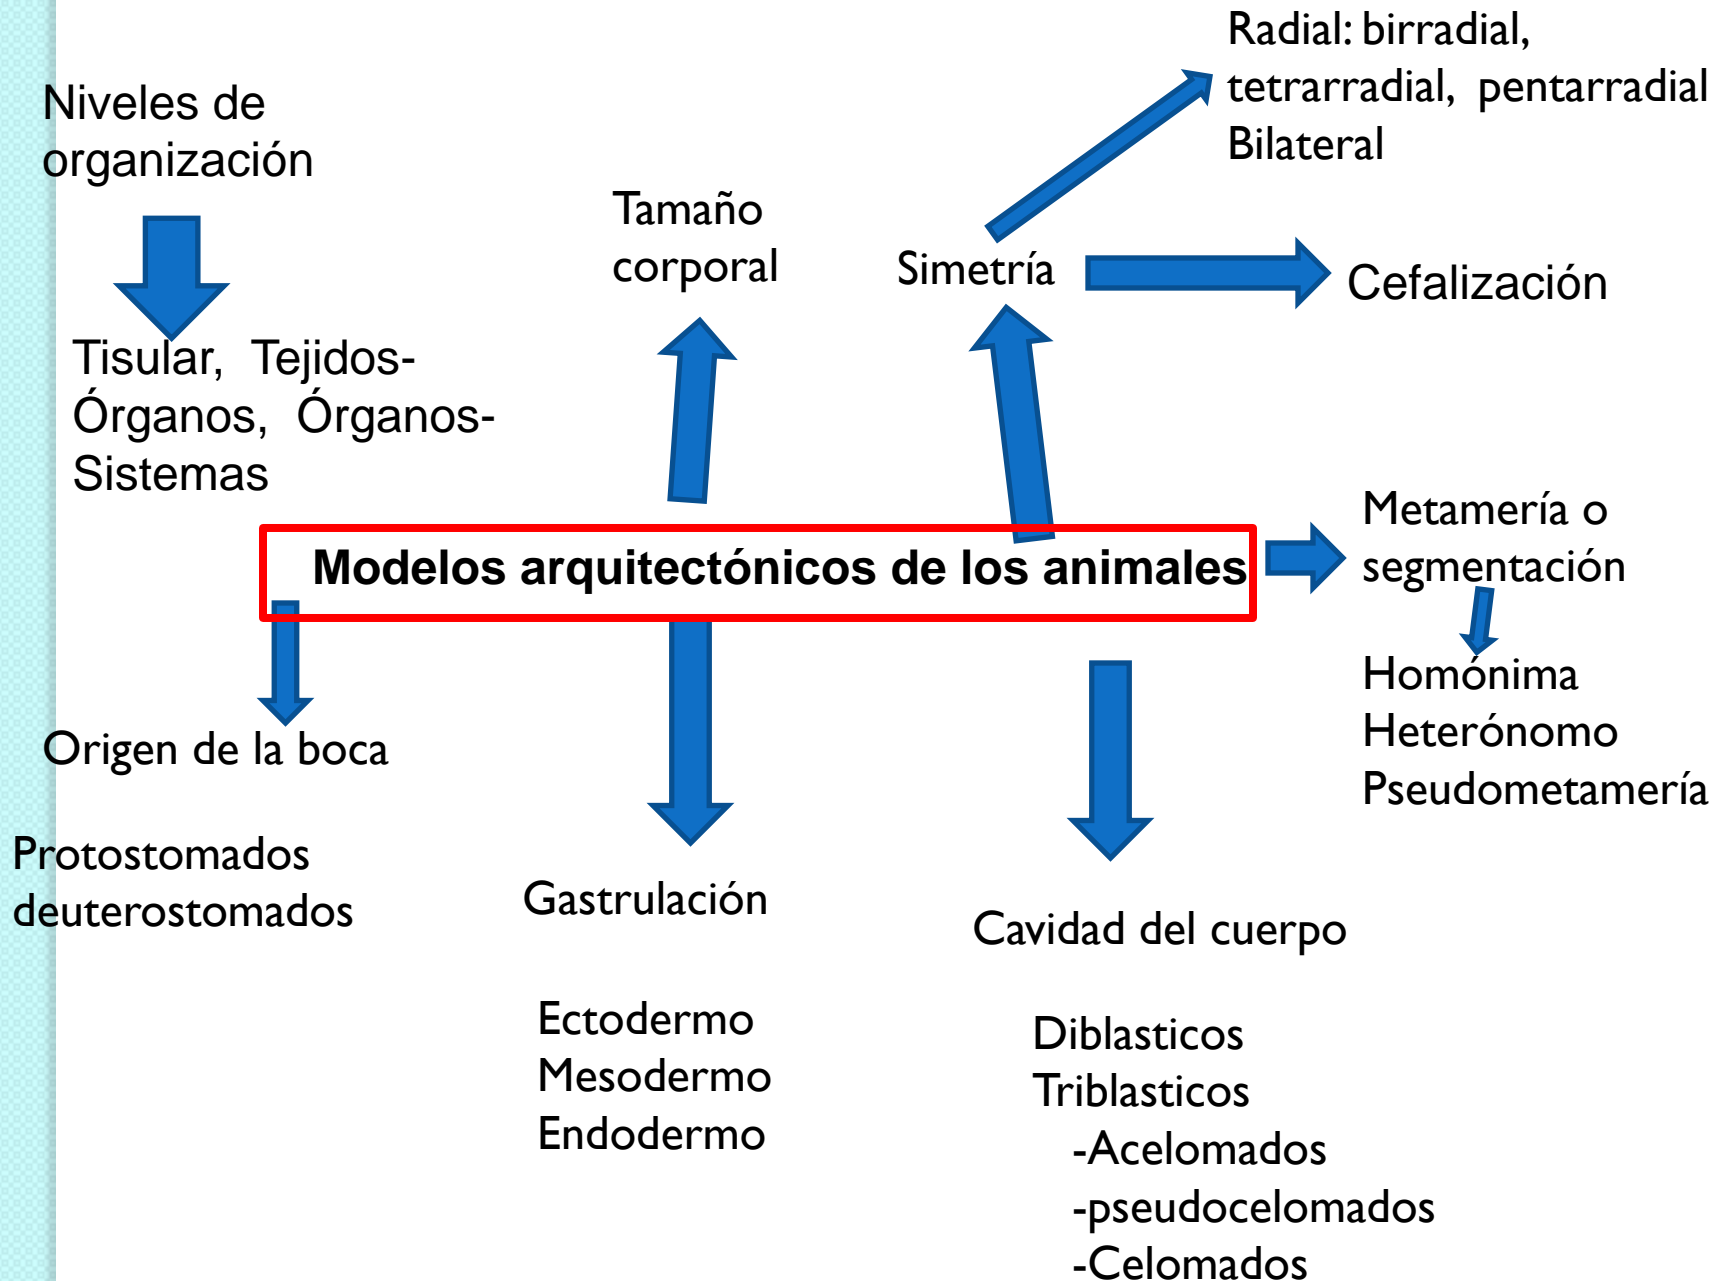 Radial: birradial,
tetrarradial, pentarradial
Bilateral
Niveles de
organización
Tamaño
corporal
Simetría
Cefalización
Tisular, Tejidos-
Órganos, Órganos-
Sistemas
Modelos arquitectónicos de los animales
Metamería o
segmentación
Homónima
Heterónomo
Pseudometamería
Origen de la boca
Protostomados
deuterostomados
Gastrulación
Ectodermo
Mesodermo
Endodermo
Cavidad del cuerpo
Diblasticos
Triblasticos
-Acelomados
-pseudocelomados
-Celomados